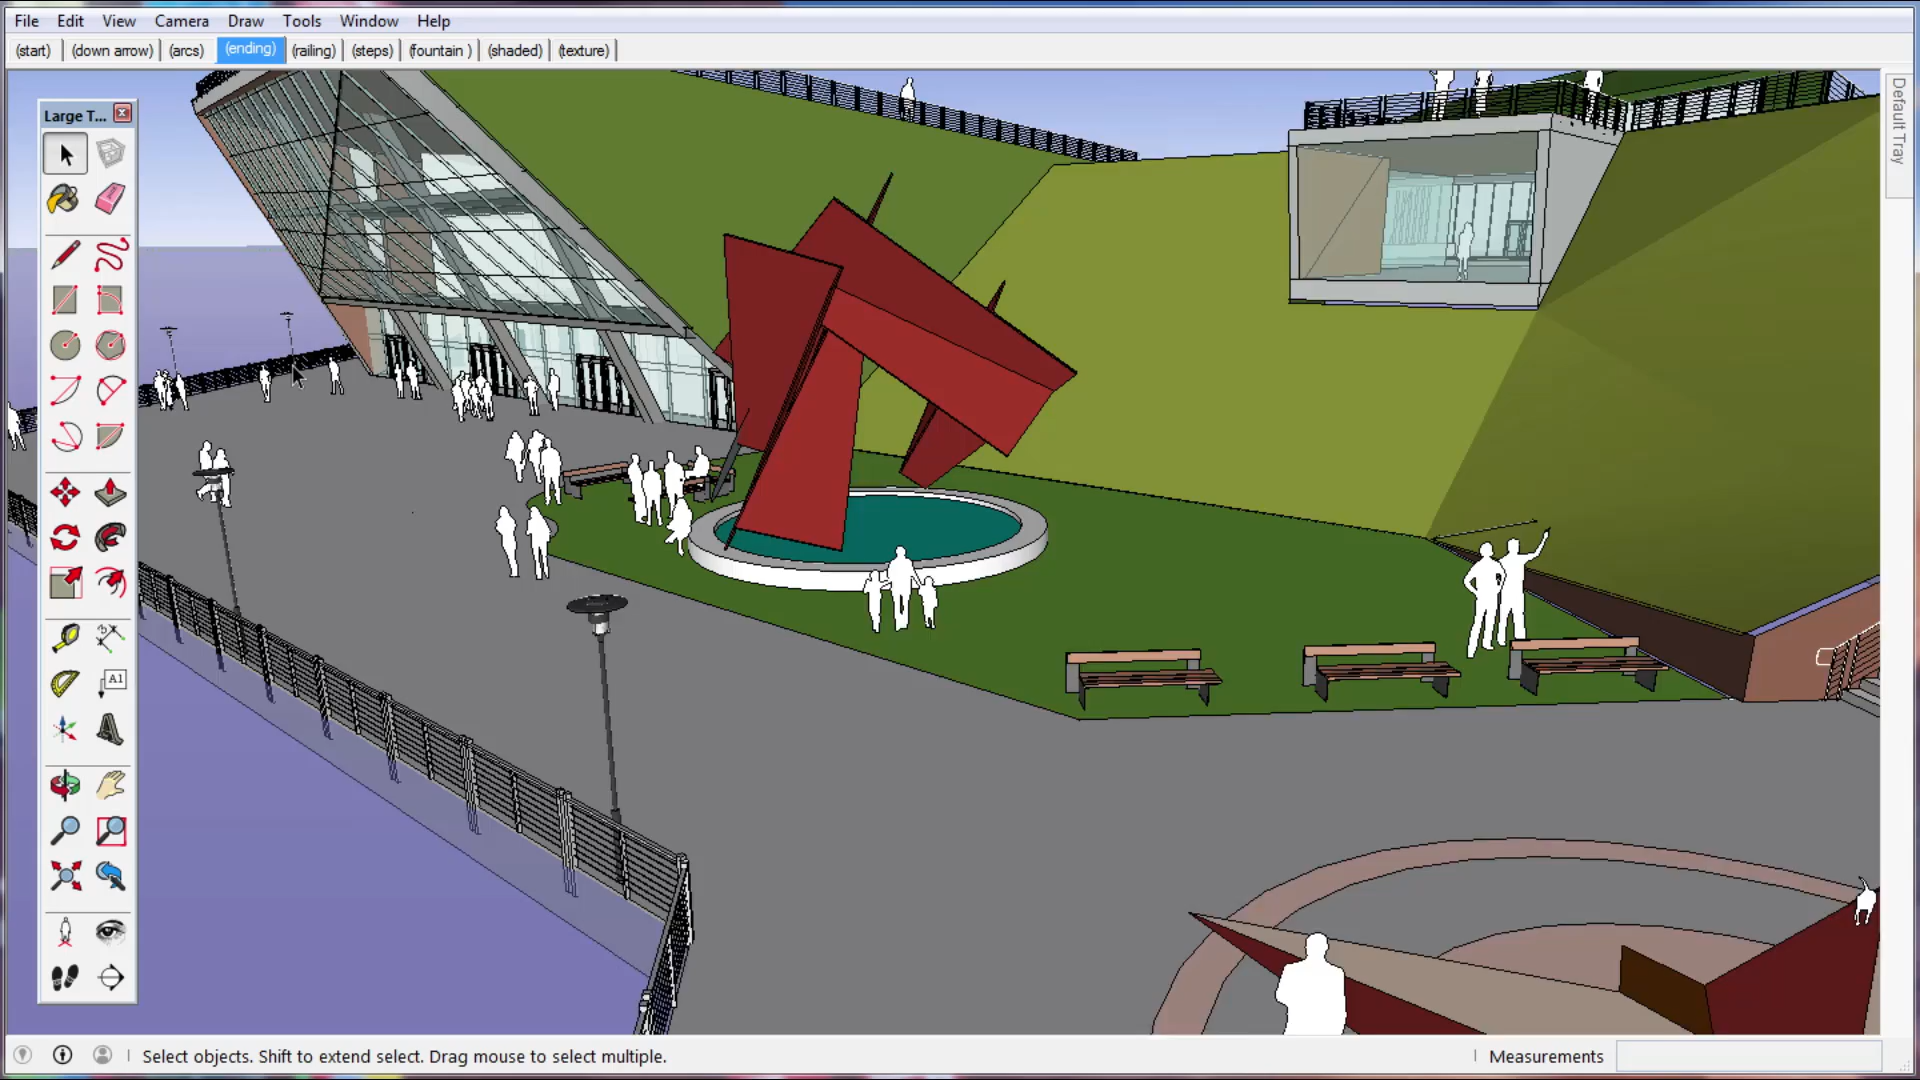 File Edit View Camera Draw Tools Window Help
(start) (down arrow) (arcs) (ending) (railing) (steps) (fountain ) (shaded) (texture)
Large T...
Default Tray
A1
Select objects. Shift to extend select. Drag mouse to select multiple.
Measurements